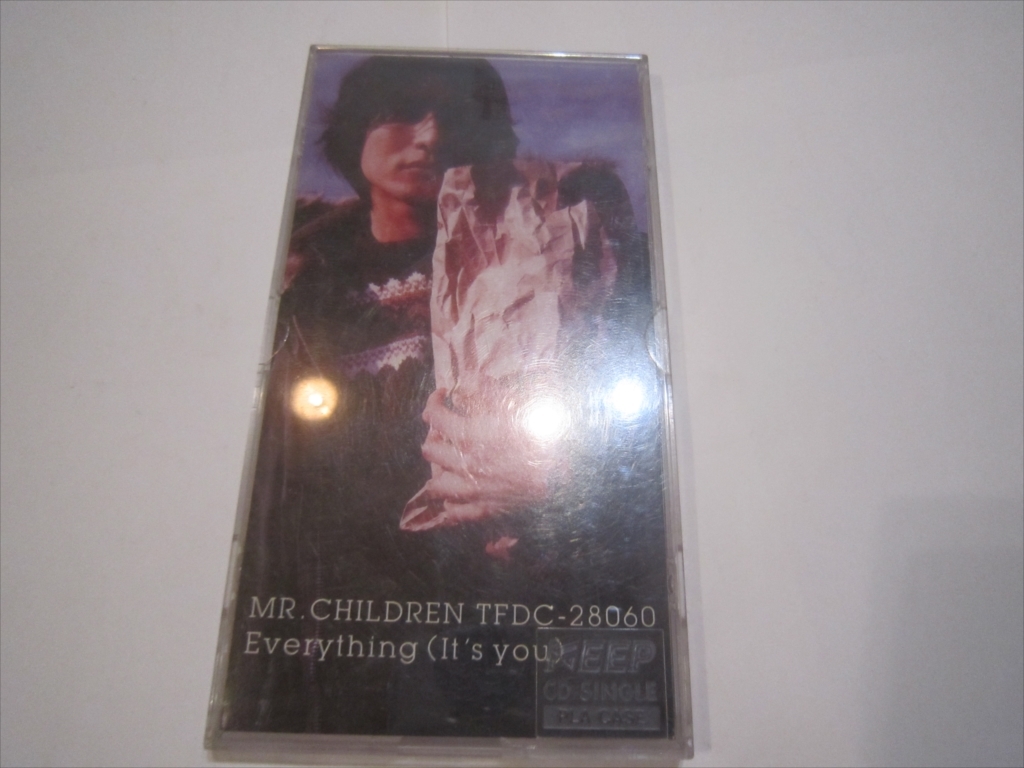 MR. CHILDREN TFDC-28060
Everything (It's you)
KEEP
CD SINGLE
PLA CASE